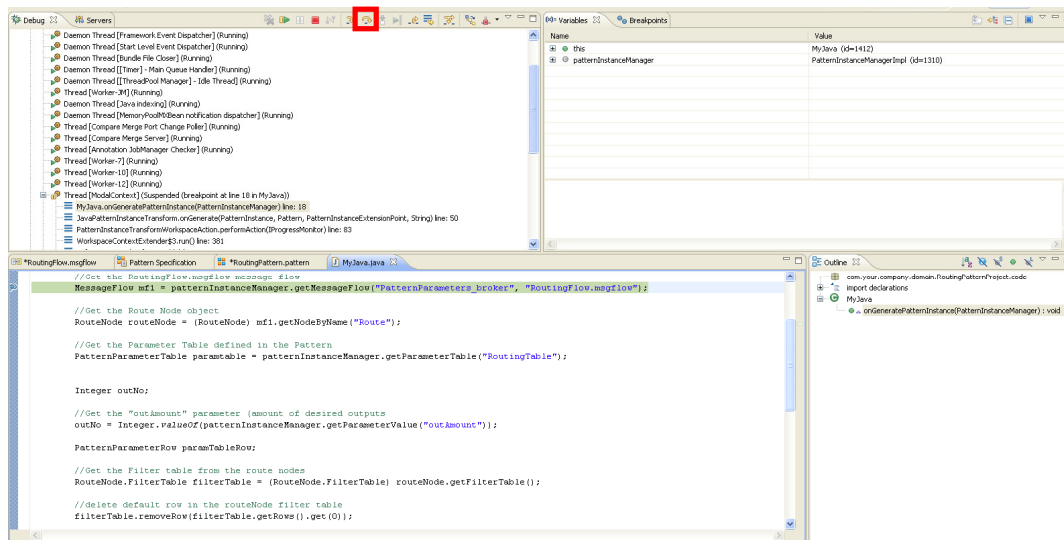 Debug
Servers
Daemon Thread [Framework Event Dispatcher] (Running)
Daemon Thread [Start Level Event Dispatcher] (Running)
Daemon Thread [Bundle File Closer] (Running)
Daemon Thread [[Timer] - Main Queue Handler] (Running)
Daemon Thread [[ThreadPool Manager] - Idle Thread] (Running)
Thread [Worker-JM] (Running)
Daemon Thread [Java indexing] (Running)
Daemon Thread [MemoryPoolMXBean notification dispatcher] (Running)
Thread [Compare Merge Port Change Poller] (Running)
Thread [Compare Merge Server] (Running)
Thread [Annotation JobManager Checker] (Running)
Thread [Worker-7] (Running)
Thread [Worker-10] (Running)
Thread [Worker-12] (Running)
Thread [ModalContext] (Suspended (breakpoint at line 18 in MyJava))
MyJava.onGeneratePatternInstance(PatternInstanceManager) line: 18
JavaPatternInstanceTransform.onGenerate(PatternInstance, Pattern, PatternInstanceExtensionPoint, String) line: 50
PatternInstanceTransformWorkspaceAction.performAction(IProgressMonitor) line: 83
WorkspaceContextExtender$3.run() line: 381
(x)= Variables
Breakpoints
Name Value
this MyJava (id=1412)
patternInstanceManager PatternInstanceManagerImpl (id=1310)
*RoutingFlow.msgflow
Pattern Specification
*RoutingPattern.pattern
MyJava.java
//Get the RoutingFlow.msgflow message flow
MessageFlow mf1 = patternInstanceManager.getMessageFlow("PatternParameters_broker", "RoutingFlow.msgflow");
//Get the Route Node object
RouteNode routeNode = (RouteNode) mf1.getNodeByName("Route");
//Get the Parameter Table defined in the Pattern
PatternParameterTable paramtable = patternInstanceManager.getParameterTable("RoutingTable");
Integer outNo;
//Get the "outAmount" parameter (amount of desired outputs
outNo = Integer.valueOf(patternInstanceManager.getParameterValue("outAmount"));
PatternParameterRow paramTableRow;
//Get the Filter table from the route nodes
RouteNode.FilterTable filterTable = (RouteNode.FilterTable) routeNode.getFilterTable();
//delete default row in the routeNode filter table
filterTable.removeRow(filterTable.getRows().get(0));
Outline
com.your.company.domain.RoutingPatternProject.code
import declarations
MyJava
onGeneratePatternInstance(PatternInstanceManager) : void